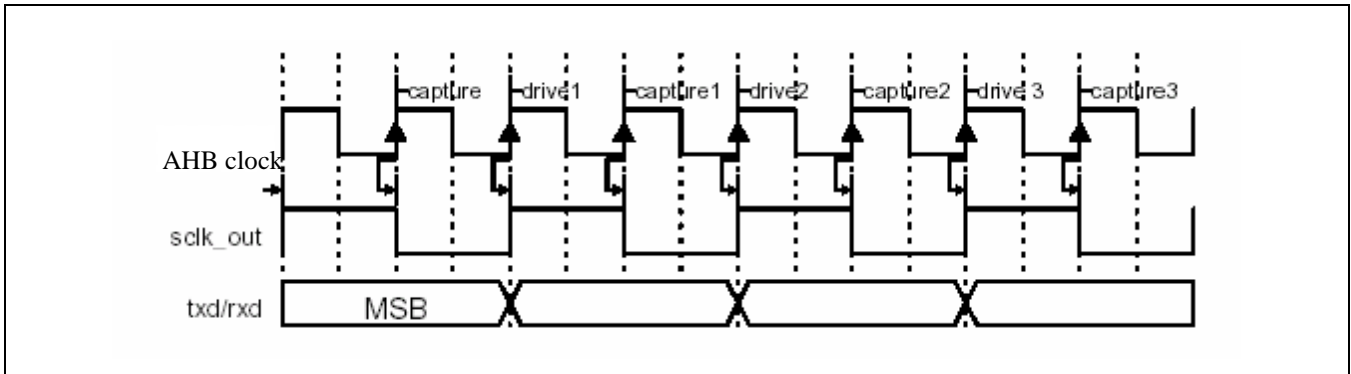 capture drive1 capture1 drive2 capture2 drive 3 capture3
AHB clock
sclk_out
txd/rxd MSB